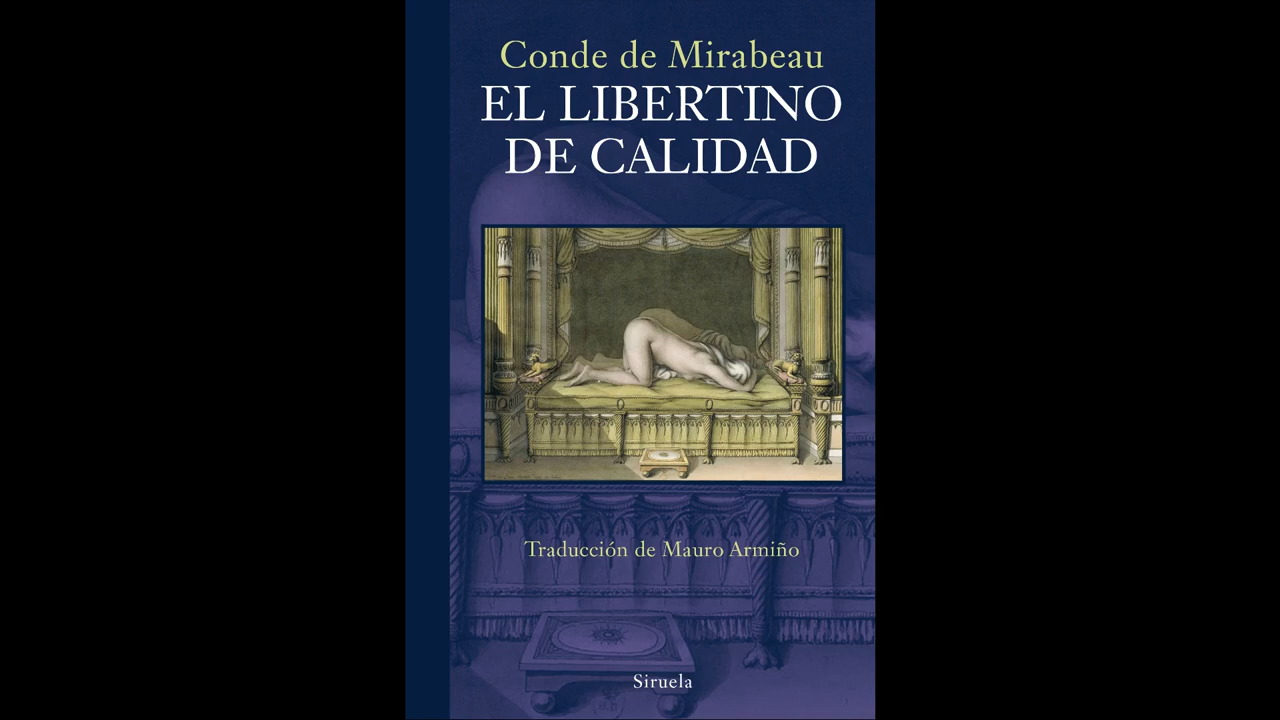 Conde de Mirabeau
EL LIBERTINO
DE CALIDAD
Traducción de Mauro Armiño
Siruela